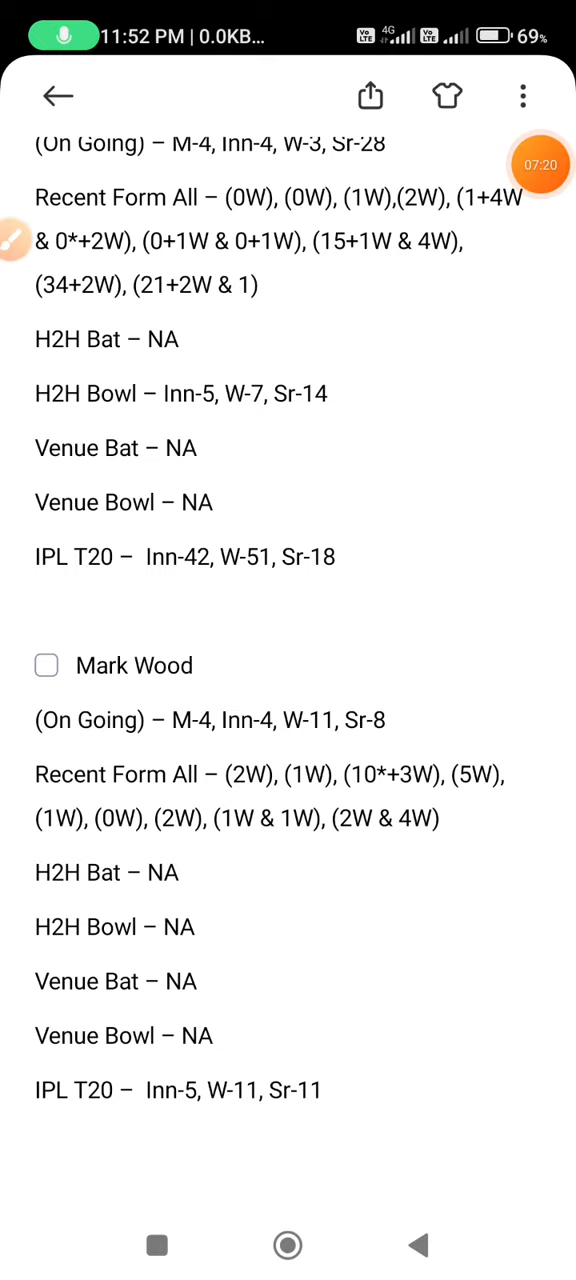 11:52 PM | 0.0KB... Vo LTE 4G Vo LTE 69%
(On Going) – M-4, Inn-4, W-3, Sr-28
07:20
Recent Form All – (0W), (0W), (1W),(2W), (1+4W
& 0*+2W), (0+1W & 0+1W), (15+1W & 4W),
(34+2W), (21+2W & 1)
H2H Bat – NA
H2H Bowl – Inn-5, W-7, Sr-14
Venue Bat – NA
Venue Bowl – NA
IPL T20 – Inn-42, W-51, Sr-18
Mark Wood
(On Going) – M-4, Inn-4, W-11, Sr-8
Recent Form All – (2W), (1W), (10*+3W), (5W),
(1W), (0W), (2W), (1W & 1W), (2W & 4W)
H2H Bat – NA
H2H Bowl – NA
Venue Bat – NA
Venue Bowl – NA
IPL T20 – Inn-5, W-11, Sr-11